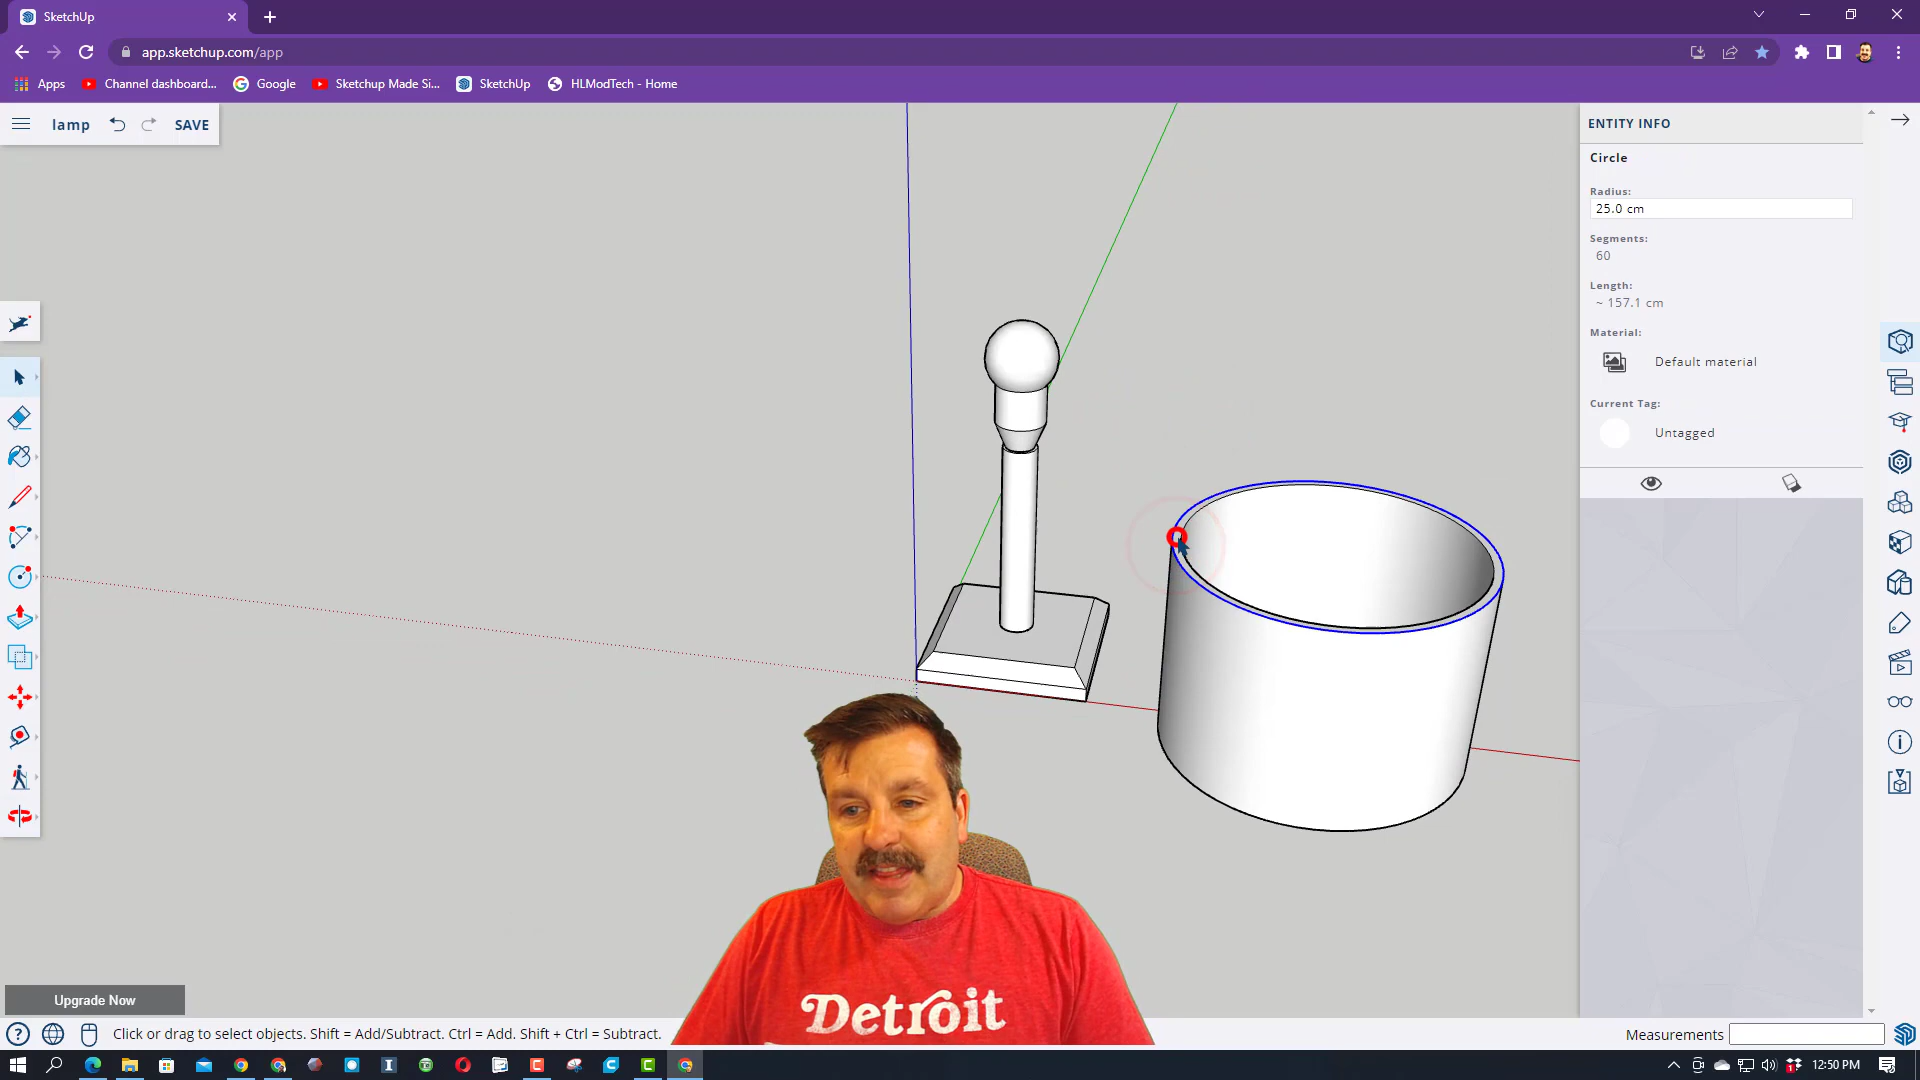 SketchUp
app.sketchup.com/app
Apps
Channel dashboard...
Google
Sketchup Made Si...
SketchUp
HLModTech - Home
lamp
SAVE
ENTITY INFO
Circle
Radius:
25.0 cm
Segments:
60
Length:
~ 157.1 cm
Material:
Default material
Current Tag:
Untagged
Detroit
Upgrade Now
Click or drag to select objects. Shift = Add/Subtract. Ctrl = Add. Shift + Ctrl = Subtract.
Measurements
12:50 PM